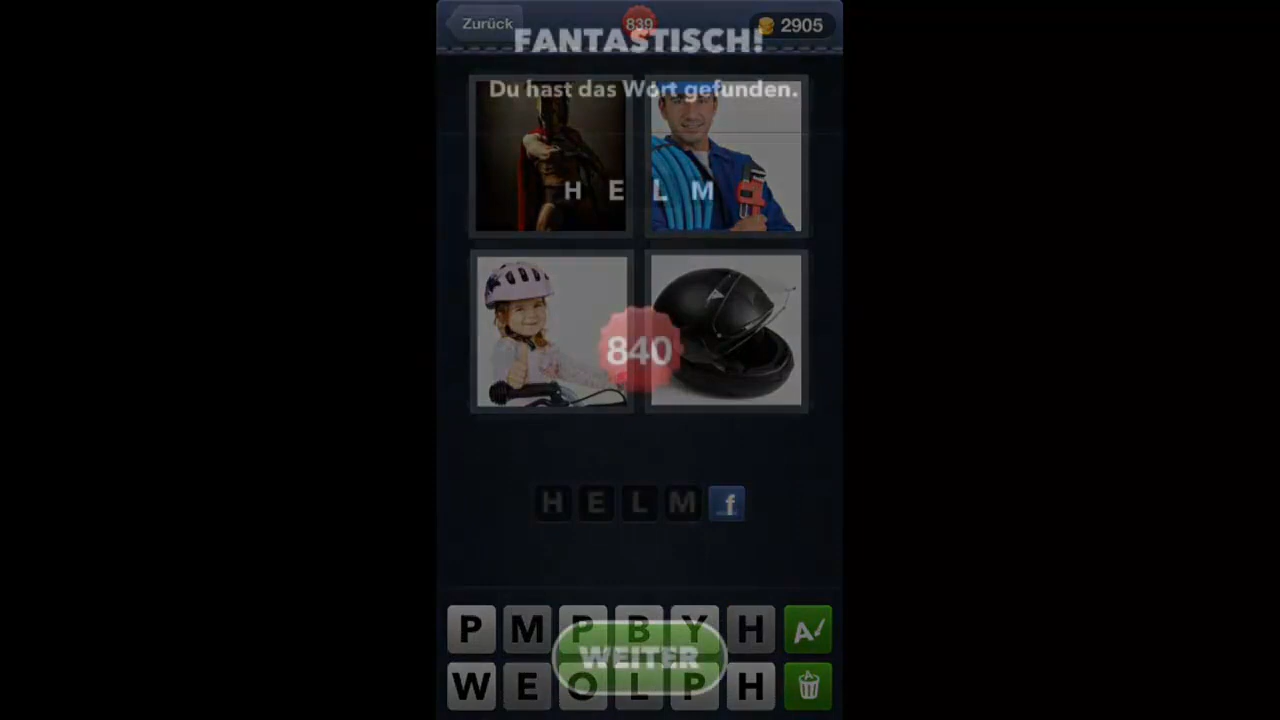 Zurück
839
2905
FANTASTISCH!
Du hast das Wort gefunden.
H E L M
840
H E L M f
P M P B Y H A
WEITER
W E O L P H